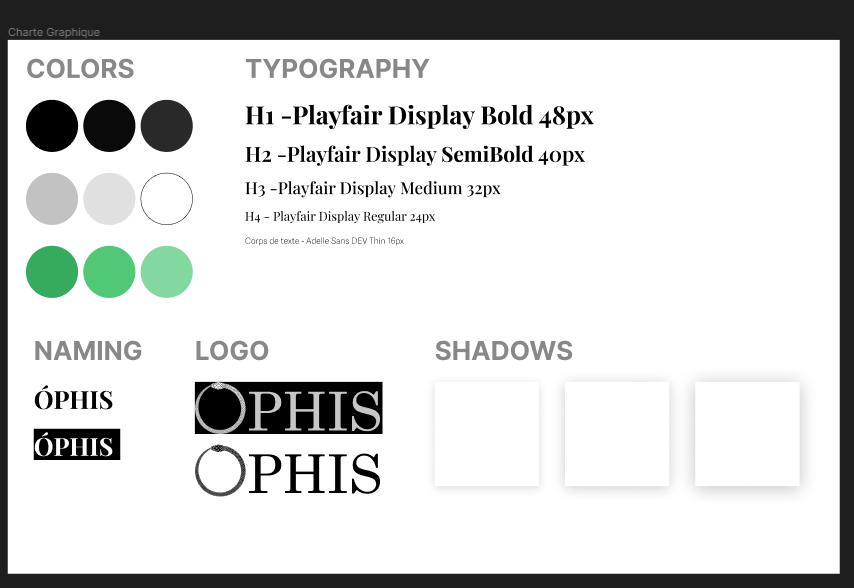 Charte Graphique
COLORS
TYPOGRAPHY
H1 -Playfair Display Bold 48px
H2 -Playfair Display SemiBold 40px
H3 -Playfair Display Medium 32px
H4 - Playfair Display Regular 24px
Corps de texte - Adelle Sans DEV Thin 16px
NAMING
ÓPHIS
ÓPHIS
LOGO
OPHIS
OPHIS
SHADOWS